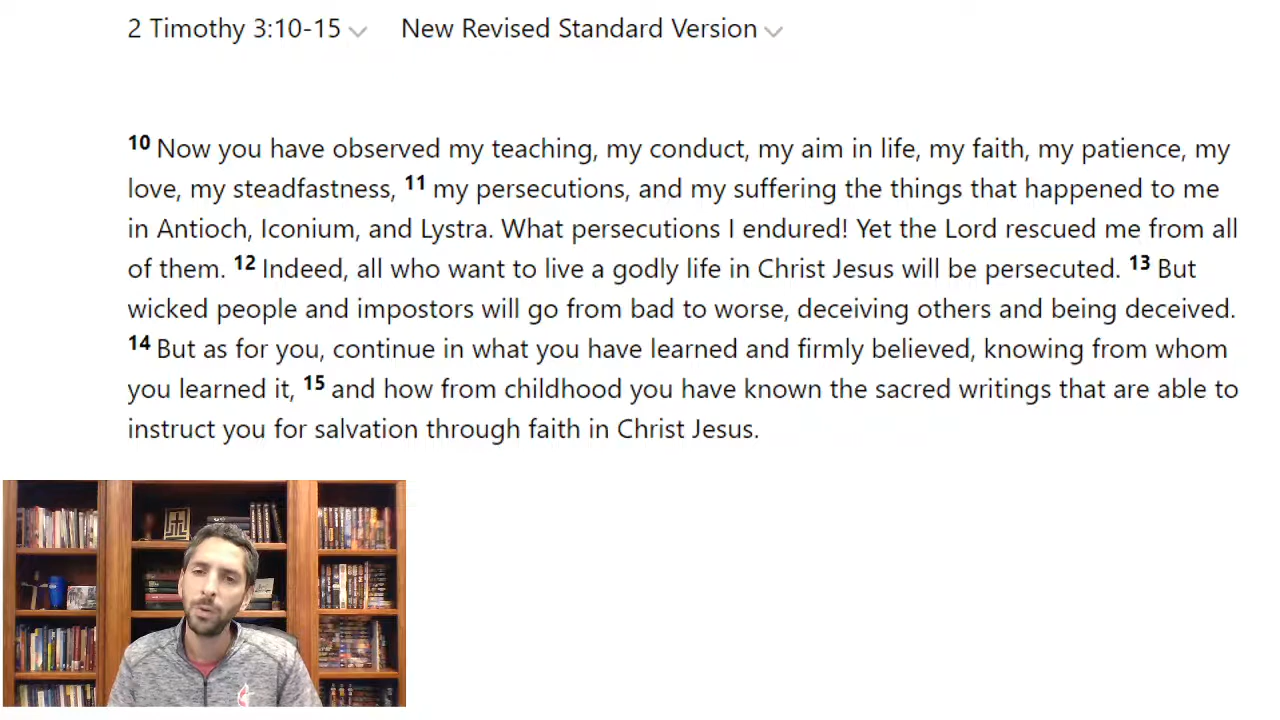 2 Timothy 3:10-15 New Revised Standard Version
10 Now you have observed my teaching, my conduct, my aim in life, my faith, my patience, my
love, my steadfastness, 11 my persecutions, and my suffering the things that happened to me
in Antioch, Iconium, and Lystra. What persecutions I endured! Yet the Lord rescued me from all
of them. 12 Indeed, all who want to live a godly life in Christ Jesus will be persecuted. 13 But
wicked people and impostors will go from bad to worse, deceiving others and being deceived.
14 But as for you, continue in what you have learned and firmly believed, knowing from whom
you learned it, 15 and how from childhood you have known the sacred writings that are able to
instruct you for salvation through faith in Christ Jesus.